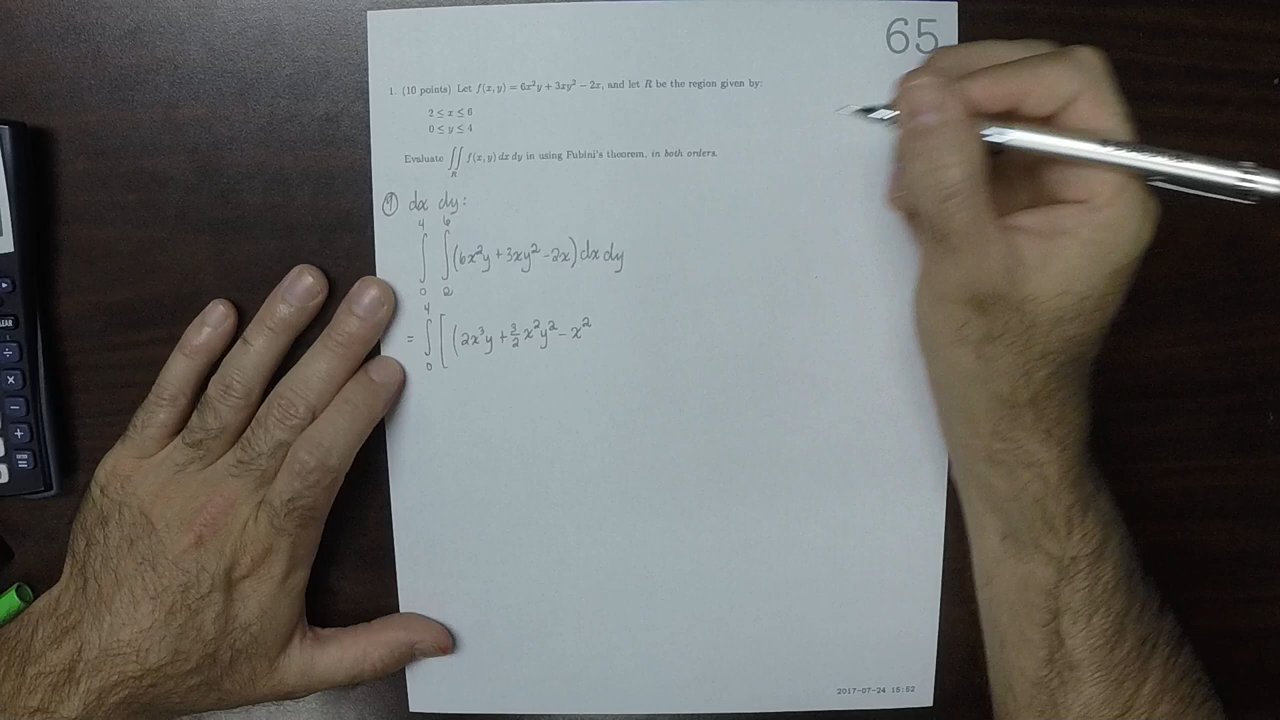 65
1. (10 points) Let f(x, y) = 6x²y + 3xy² − 2x, and let R be the region given by:
2 ≤ x ≤ 6
0 ≤ y ≤ 4
Evaluate ∬_R f(x, y) dx dy in using Fubini's theorem, in both orders.
① dx dy:
∫₀⁴ ∫₂⁶ (6x²y + 3xy² - 2x) dx dy
= ∫₀⁴ [ (2x³y + 3/2 x²y² - x²
2017-07-24 15:52